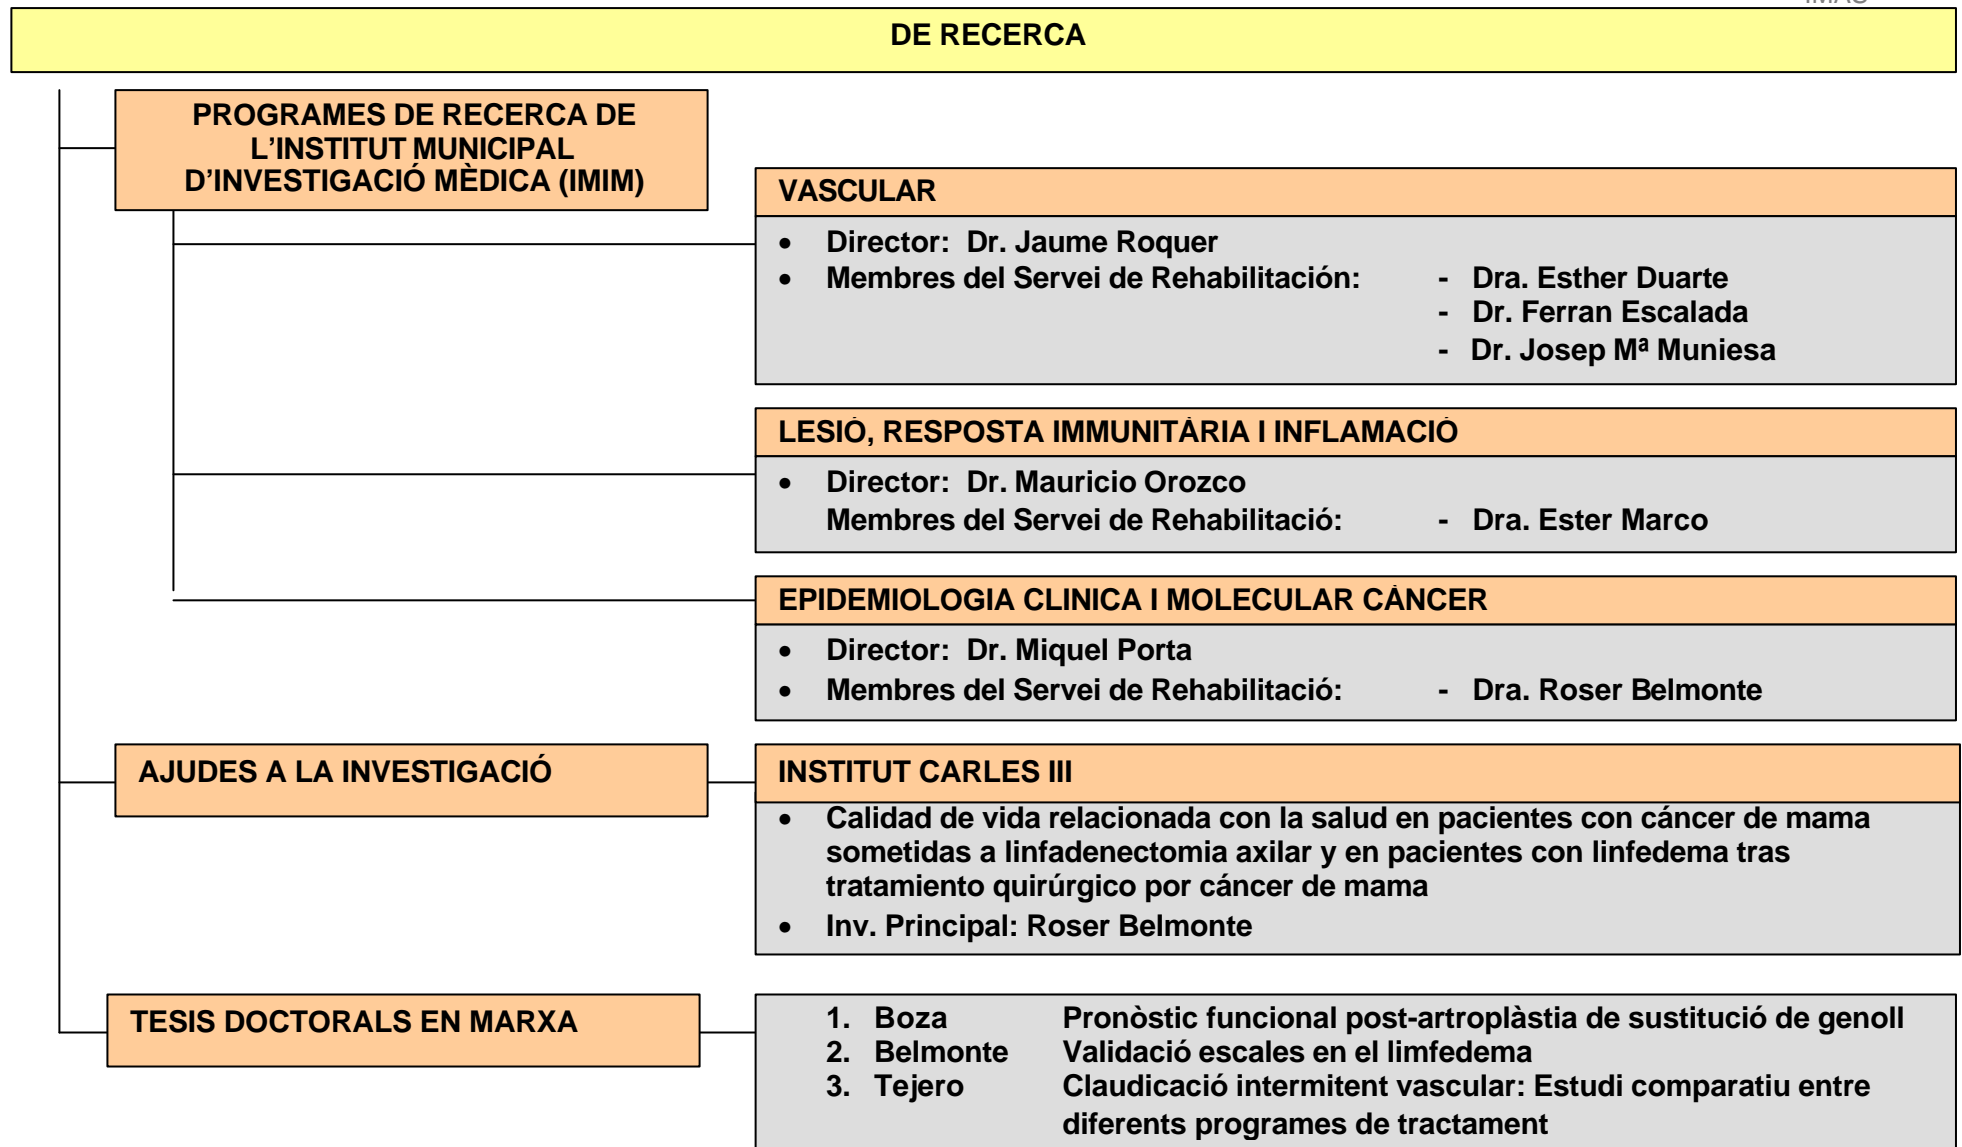 IMAS
DE RECERCA
PROGRAMES DE RECERCA DE
L’INSTITUT MUNICIPAL
D’INVESTIGACIÓ MÈDICA (IMIM)
VASCULAR
• Director: Dr. Jaume Roquer
• Membres del Servei de Rehabilitación: - Dra. Esther Duarte
- Dr. Ferran Escalada
- Dr. Josep Mª Muniesa
LESIÓ, RESPOSTA IMMUNITÀRIA I INFLAMACIÓ
• Director: Dr. Mauricio Orozco
Membres del Servei de Rehabilitació: - Dra. Ester Marco
EPIDEMIOLOGIA CLINICA I MOLECULAR CÀNCER
• Director: Dr. Miquel Porta
• Membres del Servei de Rehabilitació: - Dra. Roser Belmonte
AJUDES A LA INVESTIGACIÓ
INSTITUT CARLES III
• Calidad de vida relacionada con la salud en pacientes con cáncer de mama
sometidas a linfadenectomia axilar y en pacientes con linfedema tras
tratamiento quirúrgico por cáncer de mama
• Inv. Principal: Roser Belmonte
TESIS DOCTORALS EN MARXA
1. Boza Pronòstic funcional post-artroplàstia de sustitució de genoll
2. Belmonte Validació escales en el limfedema
3. Tejero Claudicació intermitent vascular: Estudi comparatiu entre
diferents programes de tractament